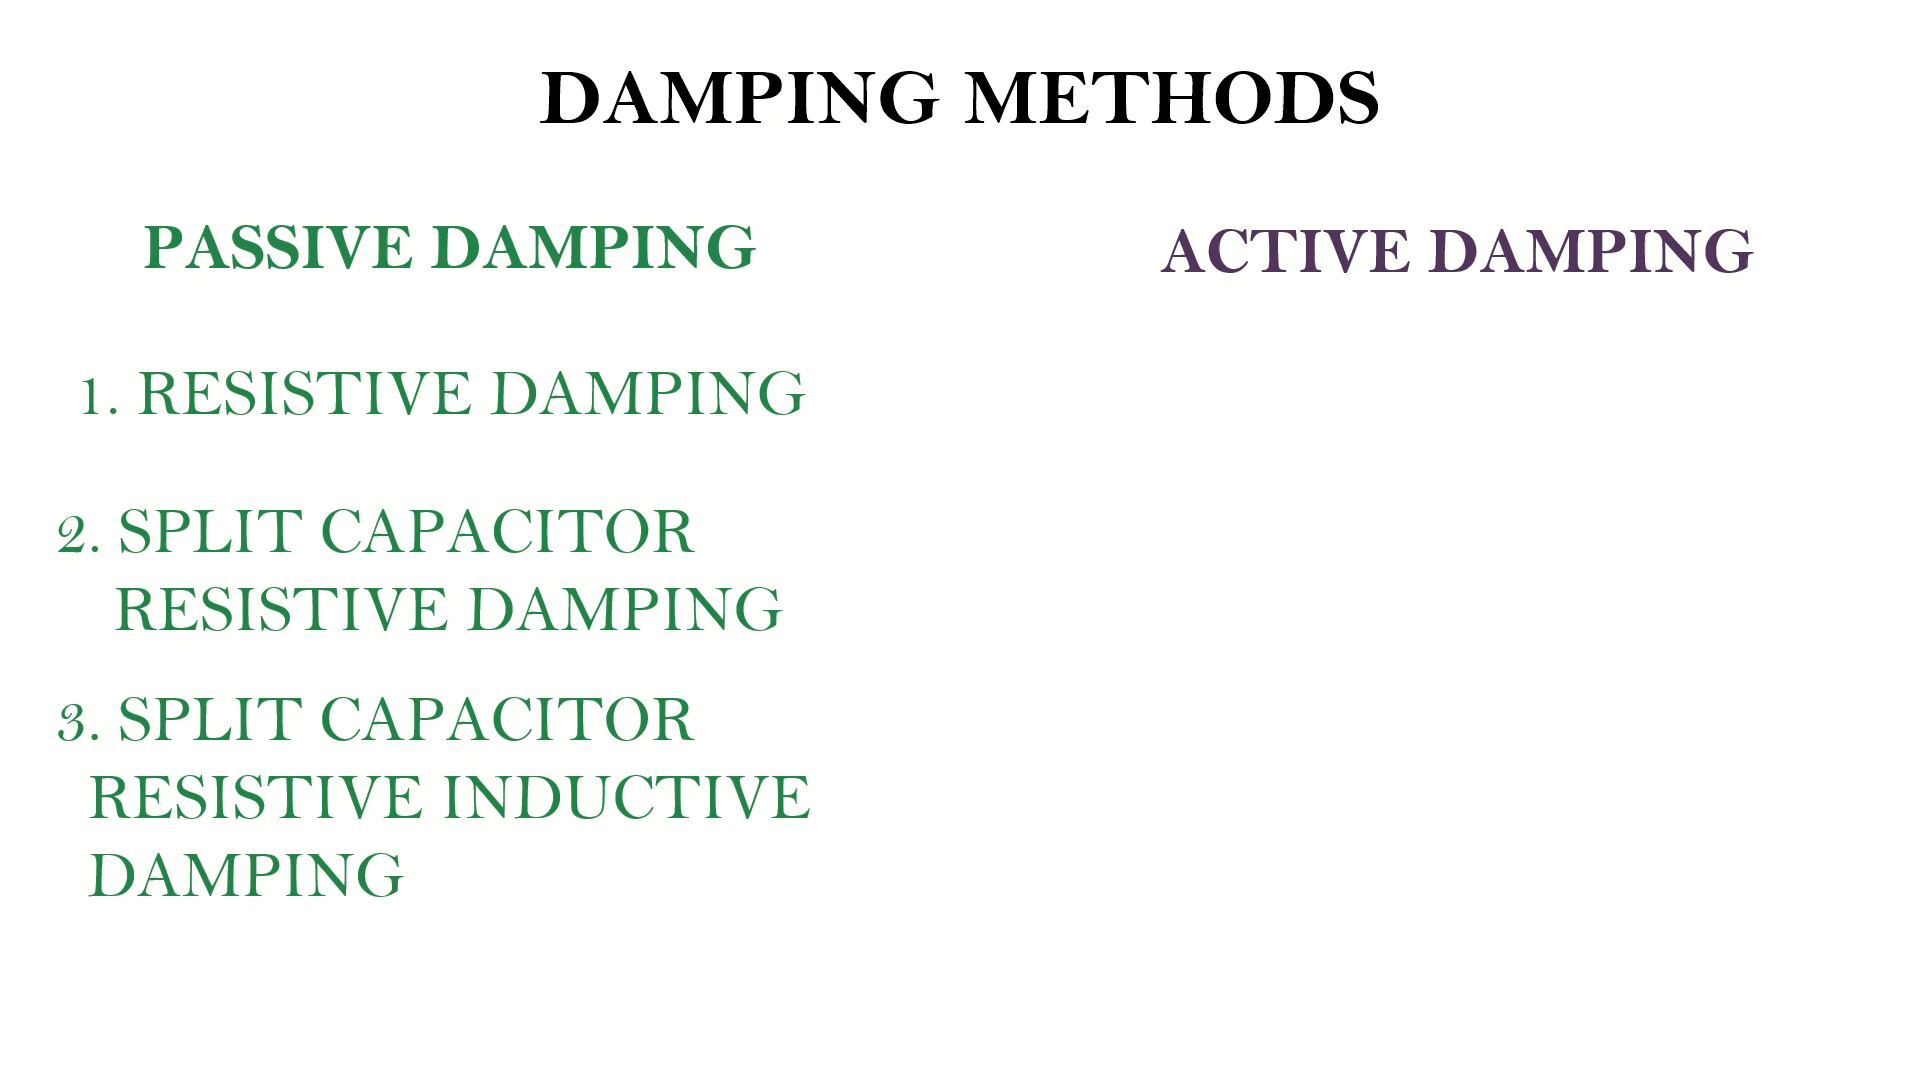 DAMPING METHODS
PASSIVE DAMPING
1. RESISTIVE DAMPING
2. SPLIT CAPACITOR
RESISTIVE DAMPING
3. SPLIT CAPACITOR
RESISTIVE INDUCTIVE
DAMPING
ACTIVE DAMPING